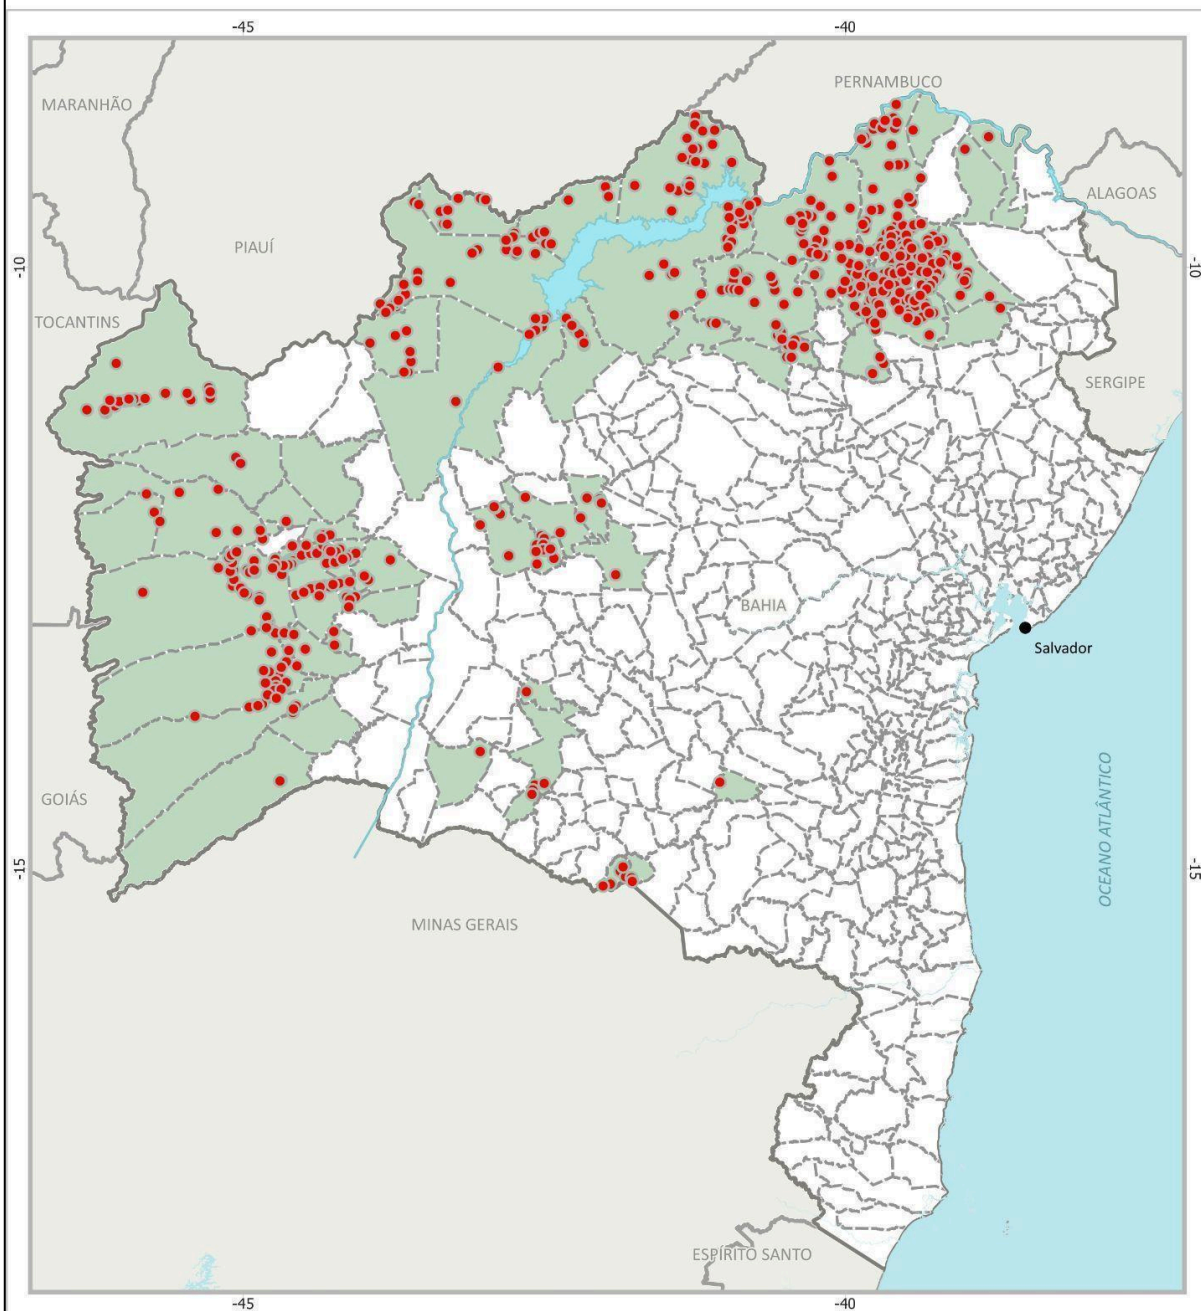 -45
-40
PERNAMBUCO
MARANHÃO
ALAGOAS
PIAUÍ
-10
-10
TOCANTINS
SERGIPE
BAHIA
Salvador
GOIÁS
OCEANO ATLÂNTICO
-15
-15
MINAS GERAIS
ESPÍRITO SANTO
-45
-40